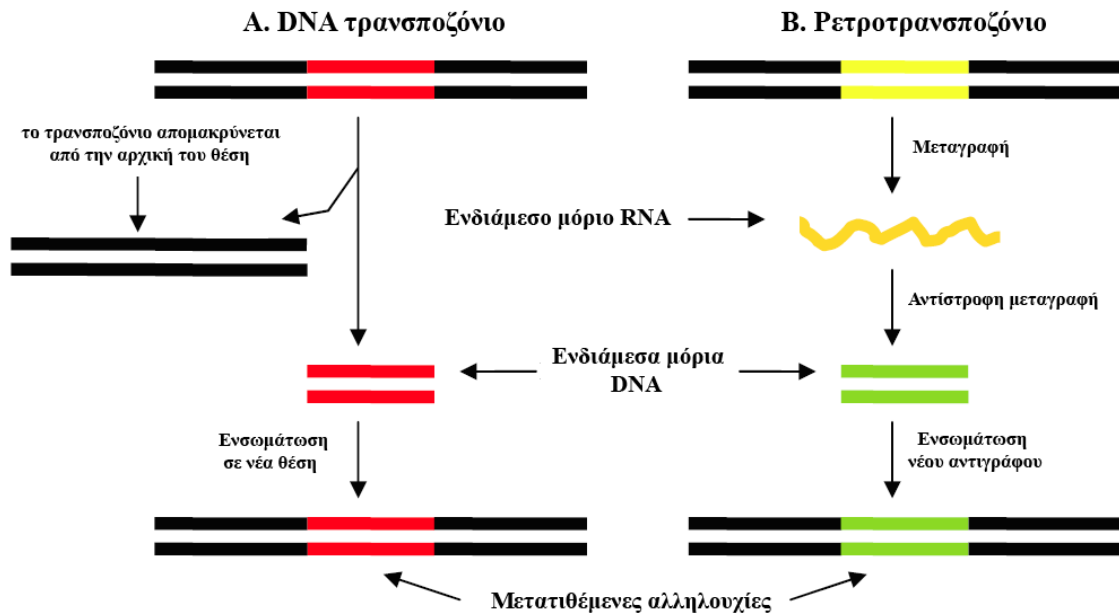 A. DNA τρανσποζόνιο
B. Ρετροτρανσποζόνιο
το τρανσποζόνιο απομακρύνεται
από την αρχική του θέση
Μεταγραφή
Ενδιάμεσο μόριο RNA
Αντίστροφη μεταγραφή
Ενδιάμεσα μόρια
DNA
Ενσωμάτωση
σε νέα θέση
Ενσωμάτωση
νέου αντιγράφου
Μετατιθέμενες αλληλουχίες